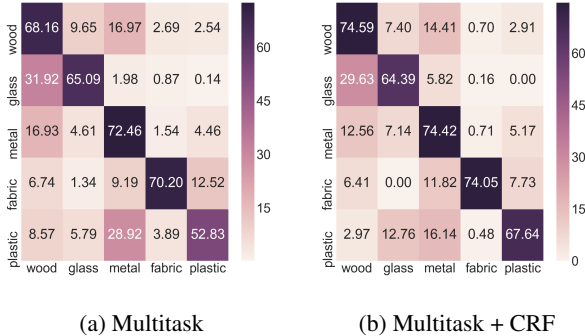 wood 68.16 9.65 16.97 2.69 2.54
glass 31.92 65.09 1.98 0.87 0.14
metal 16.93 4.61 72.46 1.54 4.46
fabric 6.74 1.34 9.19 70.20 12.52
plastic 8.57 5.79 28.92 3.89 52.83
wood glass metal fabric plastic
60
45
30
15
(a) Multitask
wood 74.59 7.40 14.41 0.70 2.91
glass 29.63 64.39 5.82 0.16 0.00
metal 12.56 7.14 74.42 0.71 5.17
fabric 6.41 0.00 11.82 74.05 7.73
plastic 2.97 12.76 16.14 0.48 67.64
wood glass metal fabric plastic
60
45
30
15
0
(b) Multitask + CRF